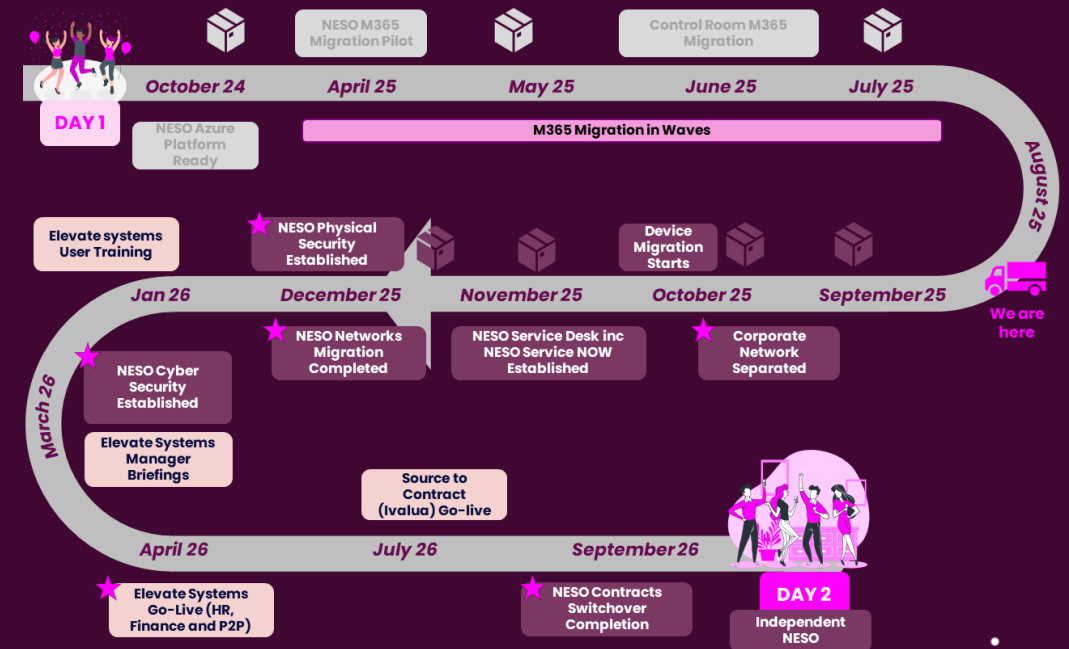 NESO M365
Migration Pilot
Control Room M365
Migration
October 24
April 25
May 25
June 25
July 25
DAY 1
NESO Azure
Platform
Ready
M365 Migration in Waves
August 25
We are
here
Elevate systems
User Training
NESO Physical
Security
Established
Device
Migration
Starts
Jan 26
December 25
November 25
October 25
September 25
NESO Networks
Migration
Completed
NESO Service Desk inc
NESO Service NOW
Established
Corporate
Network
Separated
NESO Cyber
Security
Established
March 26
Elevate Systems
Manager
Briefings
Source to
Contract
(Ivalua) Go-live
April 26
July 26
September 26
Elevate Systems
Go-Live (HR,
Finance and P2P)
NESO Contracts
Switchover
Completion
DAY 2
Independent
NESO